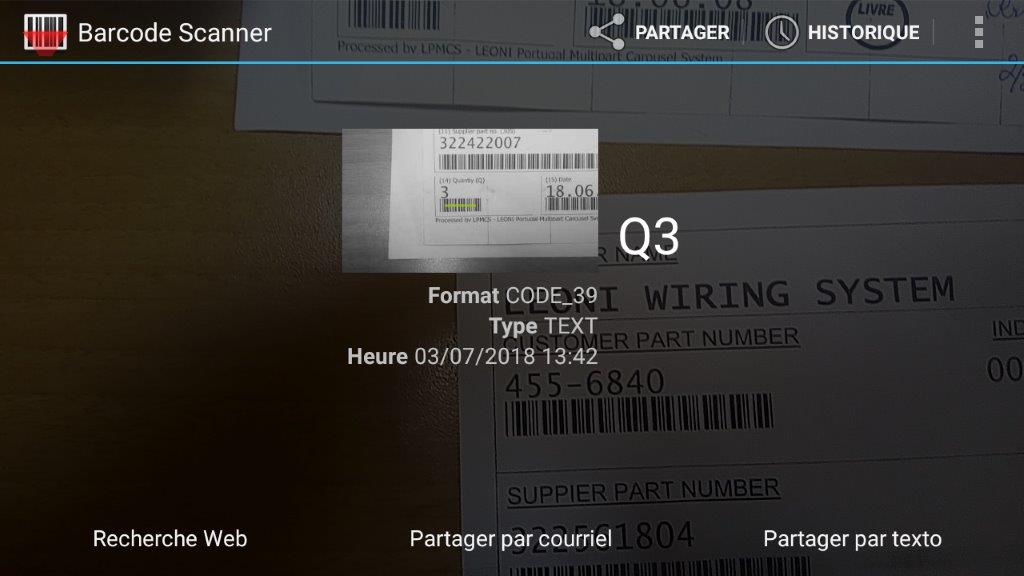 Barcode Scanner
PARTAGER
HISTORIQUE
LIVRE
Processed by LPMCS - LEONI Portugal Multipart Carousel System
(11) Supplier part no. (30S)
322422007
(14) Quantity (Q)
3
(15) Date
18.06
Processed by LPMCS - LEONI Portugal Multipart Carousel
Q3
R NAME
LEONI WIRING SYSTEM
Format CODE_39
Type TEXT
Heure 03/07/2018 13:42
CUSTOMER PART NUMBER
IND
455-6840
00
SUPPIER PART NUMBER
322561804
Recherche Web
Partager par courriel
Partager par texto